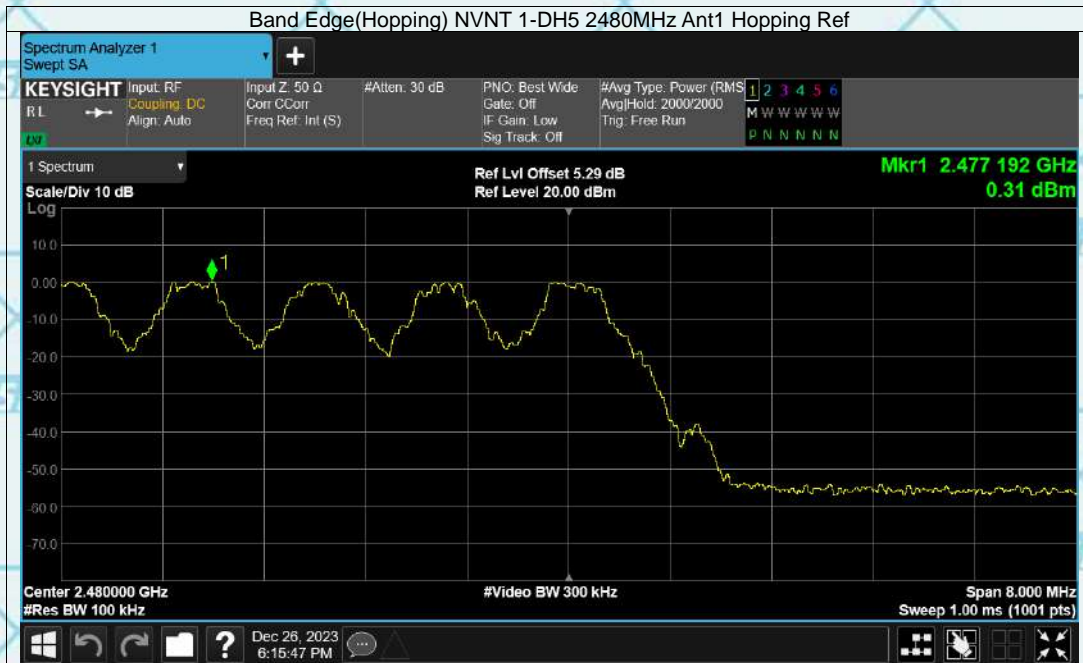 Band Edge(Hopping) NVNT 1-DH5 2480MHz Ant1 Hopping Ref
Spectrum Analyzer 1
Swept SA
+
KEYSIGHT
R L
LXI
Input: RF
Coupling: DC
Align: Auto
Input Z: 50 Ω
Corr CCorr
Freq Ref: Int (S)
#Atten: 30 dB
PNO: Best Wide
Gate: Off
IF Gain: Low
Sig Track: Off
#Avg Type: Power (RMS
Avg|Hold: 2000/2000
Trig: Free Run
1 2 3 4 5 6
M W W W W W
P N N N N N
1 Spectrum
Scale/Div 10 dB
Log
Ref Lvl Offset 5.29 dB
Ref Level 20.00 dBm
Mkr1 2.477 192 GHz
0.31 dBm
10.0
0.00
-10.0
-20.0
-30.0
-40.0
-50.0
-60.0
-70.0
1
Center 2.480000 GHz
#Res BW 100 kHz
#Video BW 300 kHz
Span 8.000 MHz
Sweep 1.00 ms (1001 pts)
?
Dec 26, 2023
6:15:47 PM